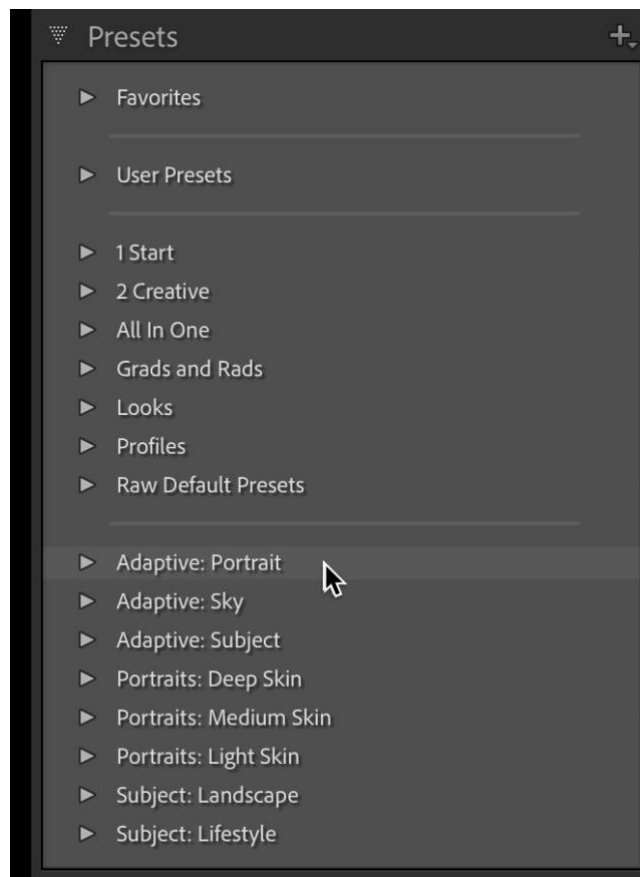 Presets
Favorites
User Presets
1 Start
2 Creative
All In One
Grads and Rads
Looks
Profiles
Raw Default Presets
Adaptive: Portrait
Adaptive: Sky
Adaptive: Subject
Portraits: Deep Skin
Portraits: Medium Skin
Portraits: Light Skin
Subject: Landscape
Subject: Lifestyle